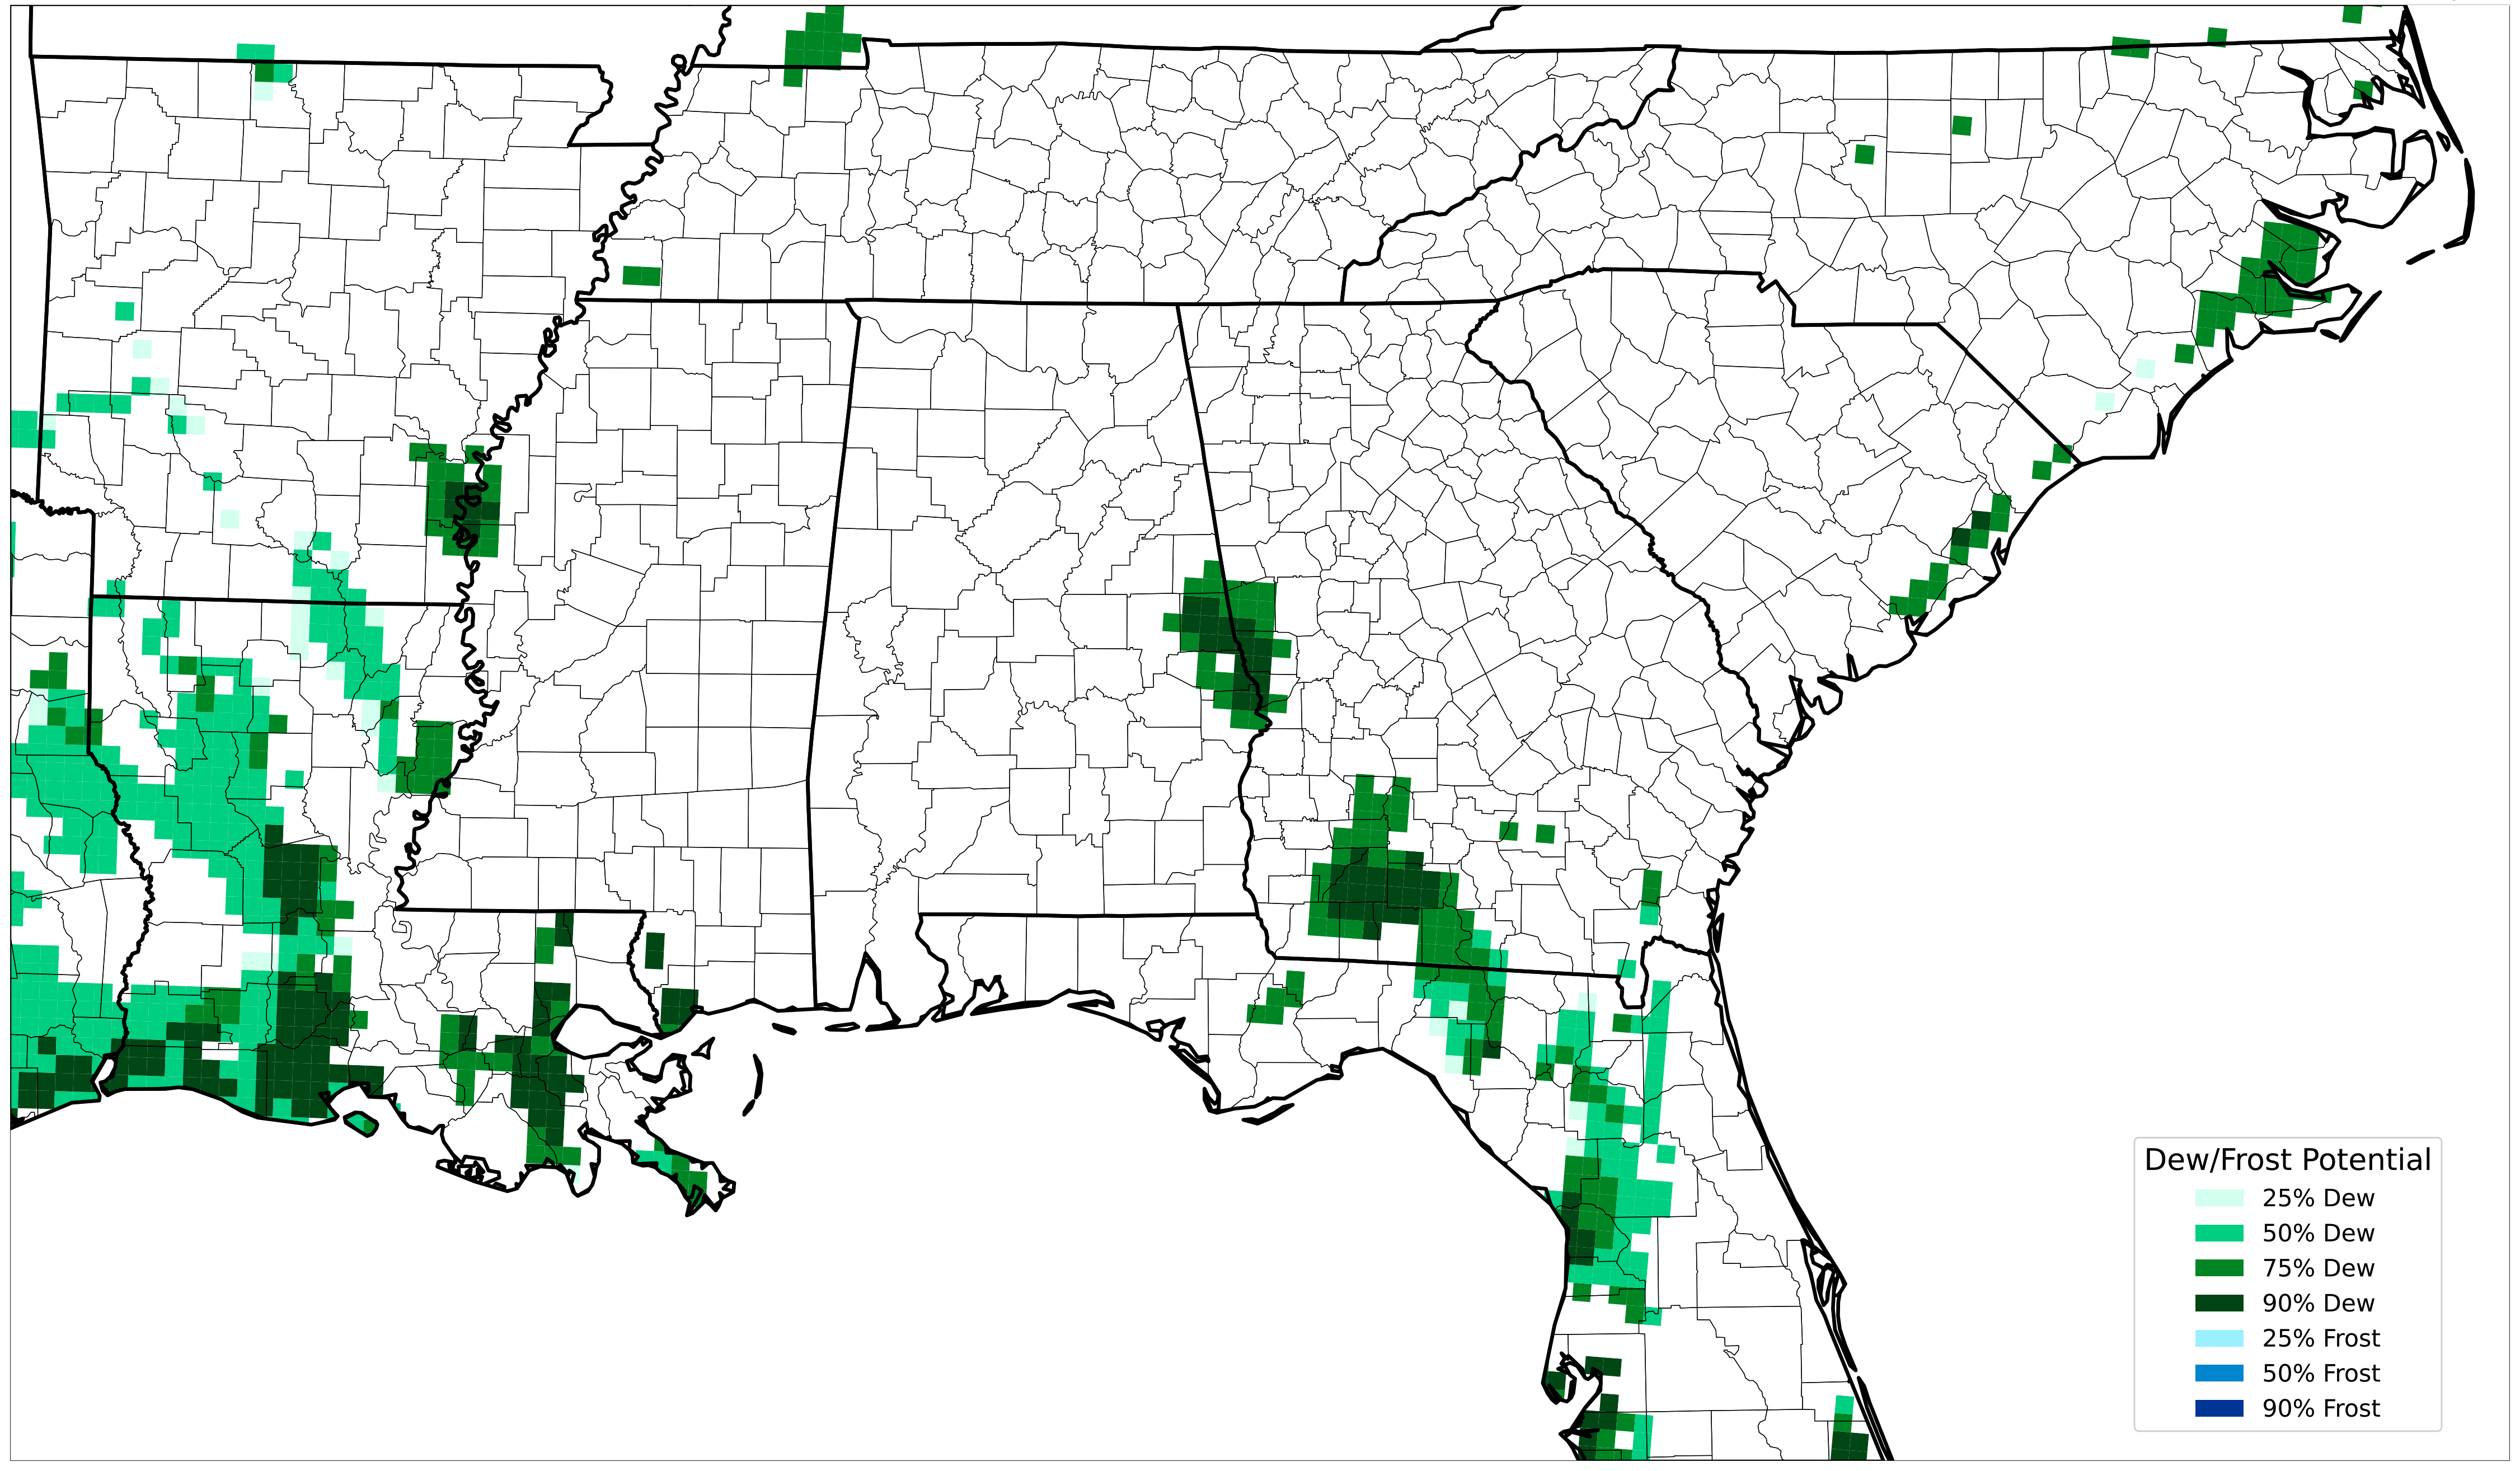 Dew/Frost Potential
25% Dew
50% Dew
75% Dew
90% Dew
25% Frost
50% Frost
90% Frost